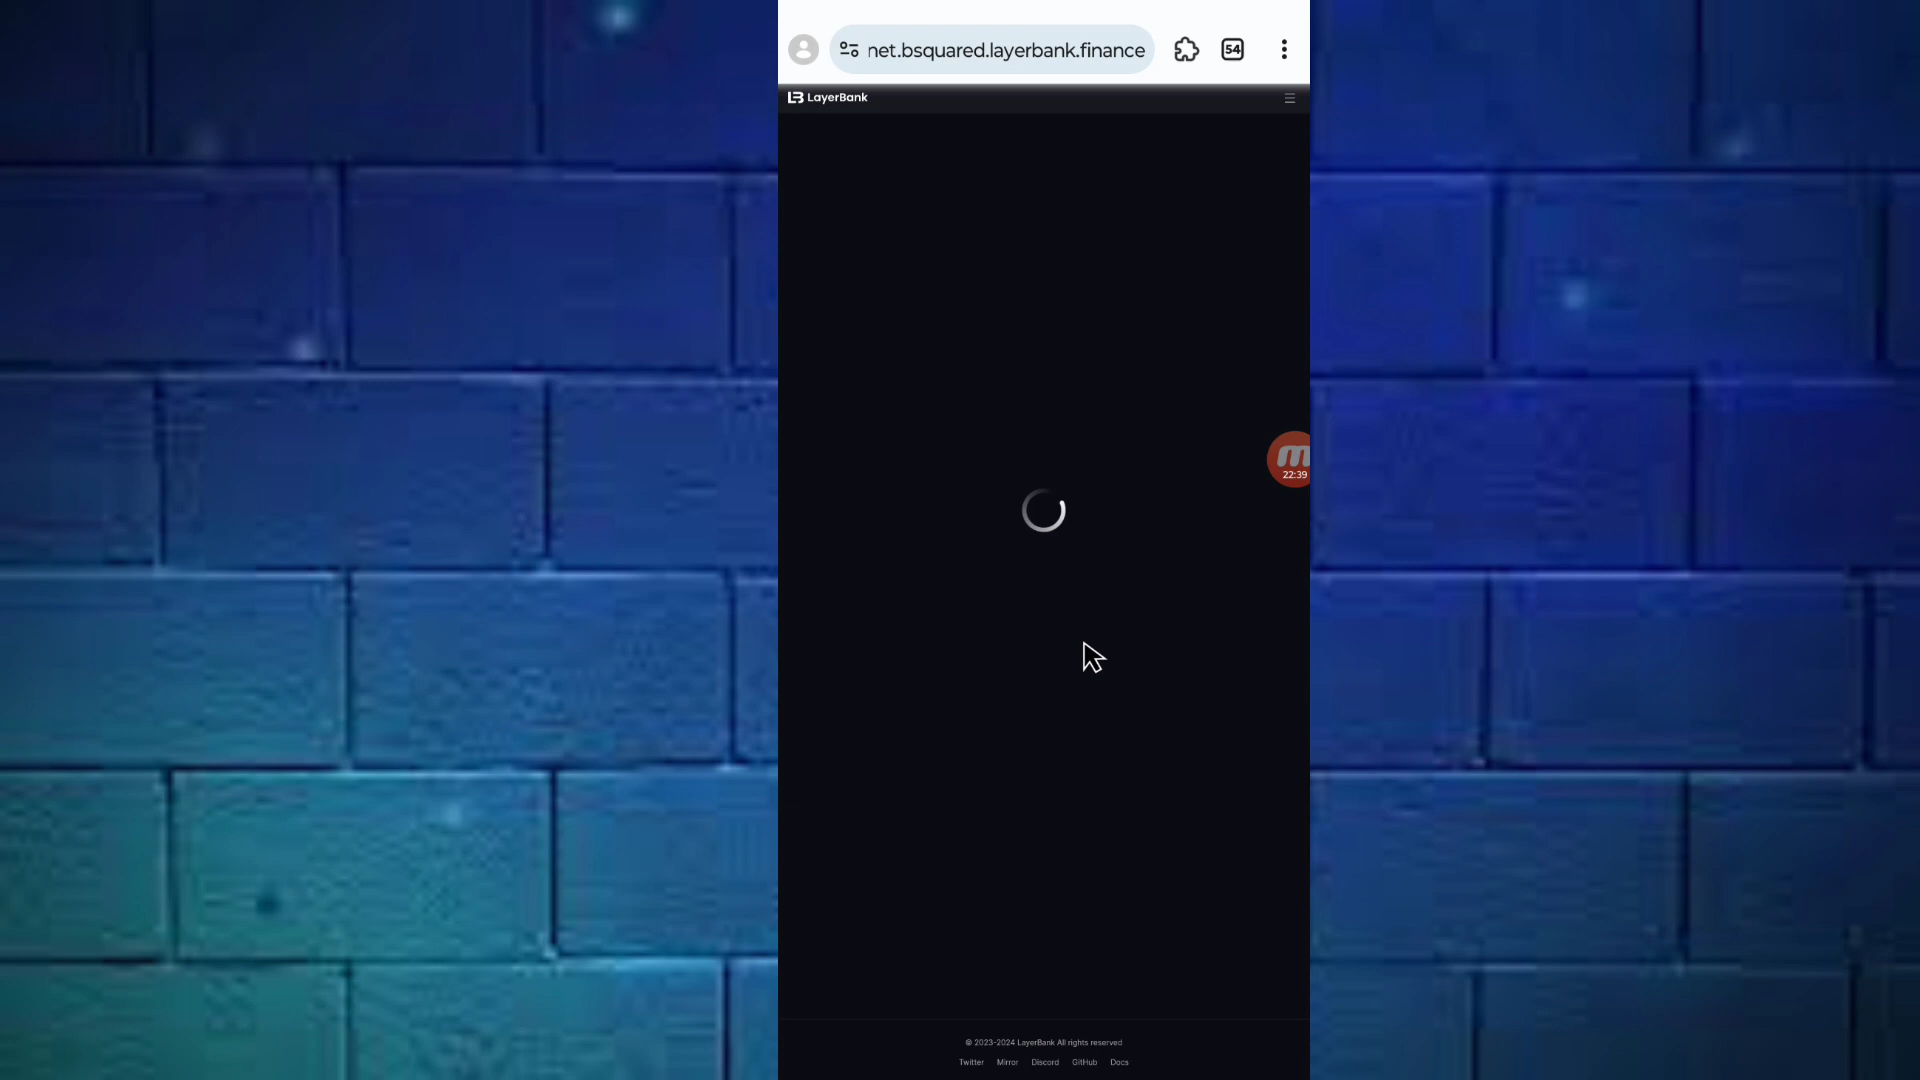 net.bsquared.layerbank.finance
54
LayerBank
22:39
© 2023-2024 LayerBank All rights reserved
Twitter Mirror Discord GitHub Docs